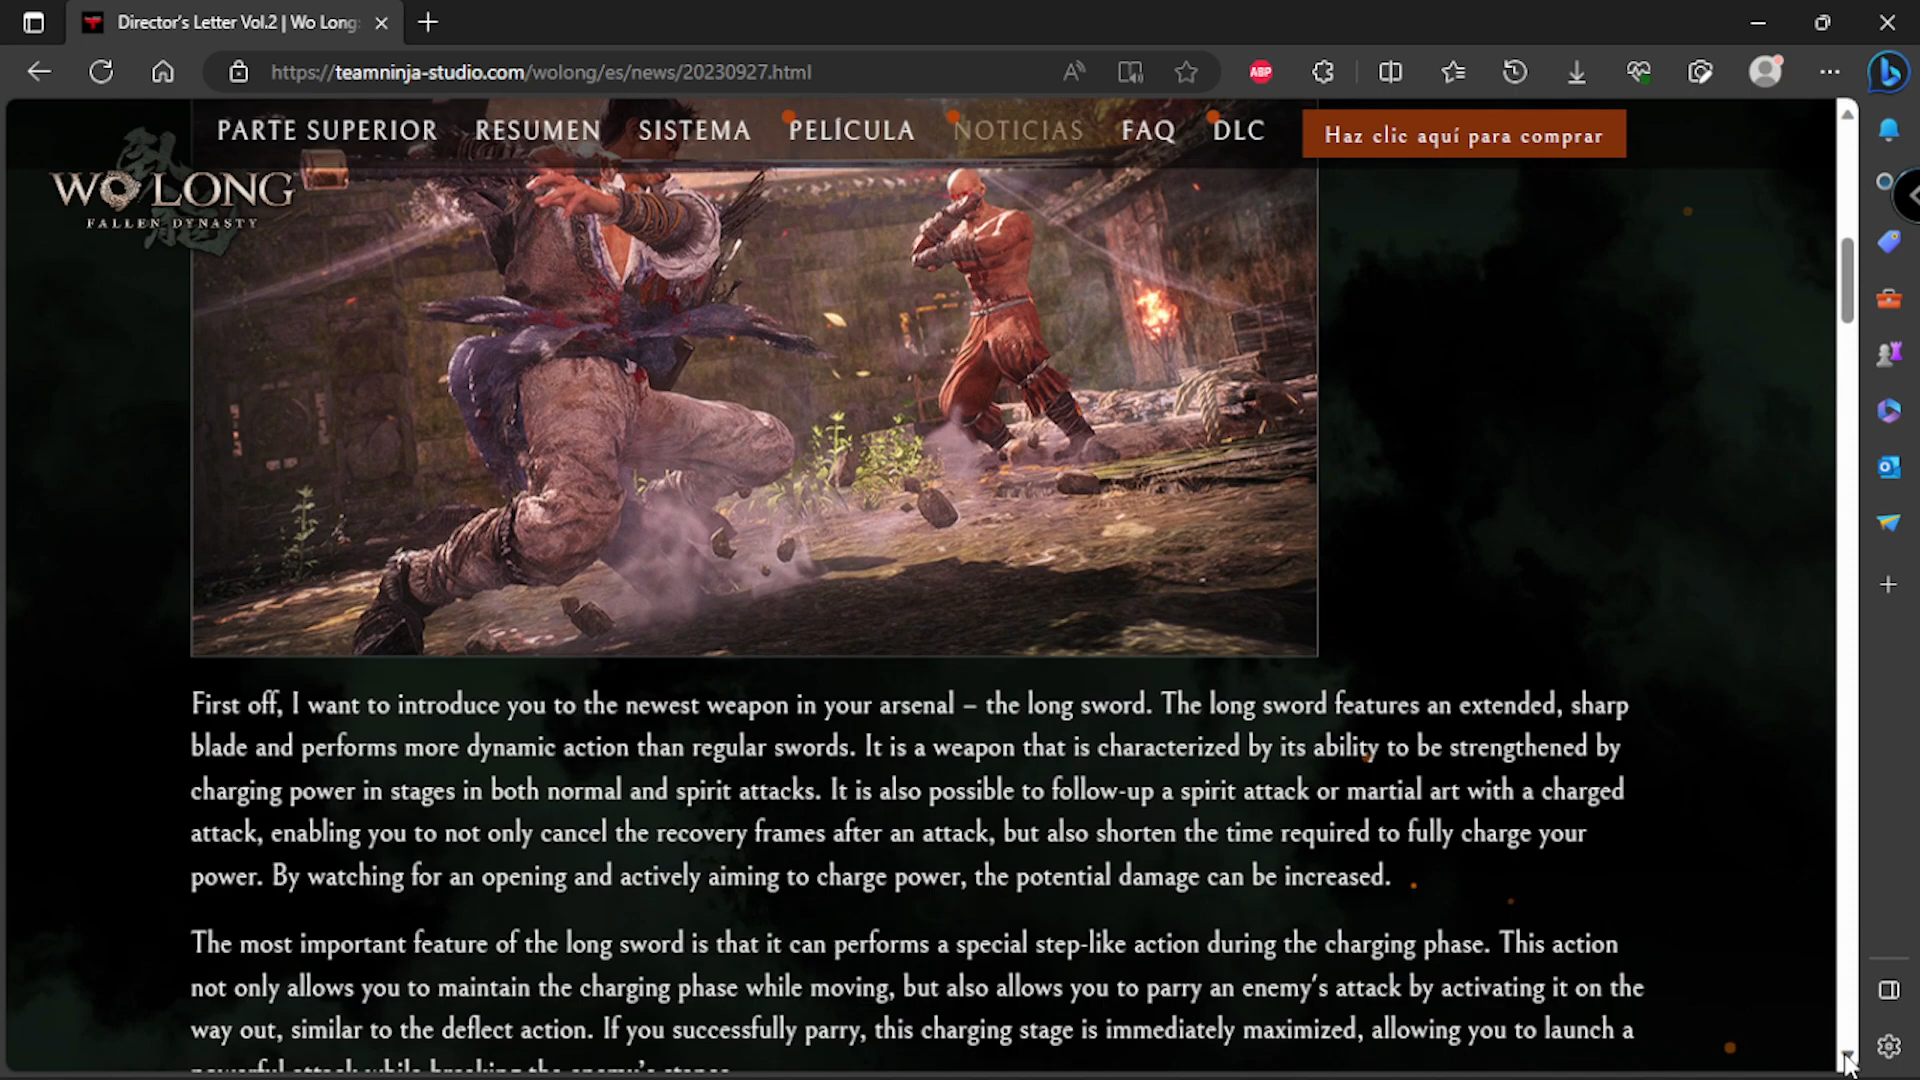 Director's Letter Vol.2 | Wo Long:
https://teamninja-studio.com/wolong/es/news/20230927.html
ABP
PARTE SUPERIOR RESUMEN SISTEMA PELÍCULA NOTICIAS FAQ DLC Haz clic aquí para comprar
WO LONG
FALLEN DYNASTY
First off, I want to introduce you to the newest weapon in your arsenal – the long sword. The long sword features an extended, sharp
blade and performs more dynamic action than regular swords. It is a weapon that is characterized by its ability to be strengthened by
charging power in stages in both normal and spirit attacks. It is also possible to follow-up a spirit attack or martial art with a charged
attack, enabling you to not only cancel the recovery frames after an attack, but also shorten the time required to fully charge your
power. By watching for an opening and actively aiming to charge power, the potential damage can be increased.
The most important feature of the long sword is that it can performs a special step-like action during the charging phase. This action
not only allows you to maintain the charging phase while moving, but also allows you to parry an enemy's attack by activating it on the
way out, similar to the deflect action. If you successfully parry, this charging stage is immediately maximized, allowing you to launch a
powerful attack while breaking the enemy's stance.